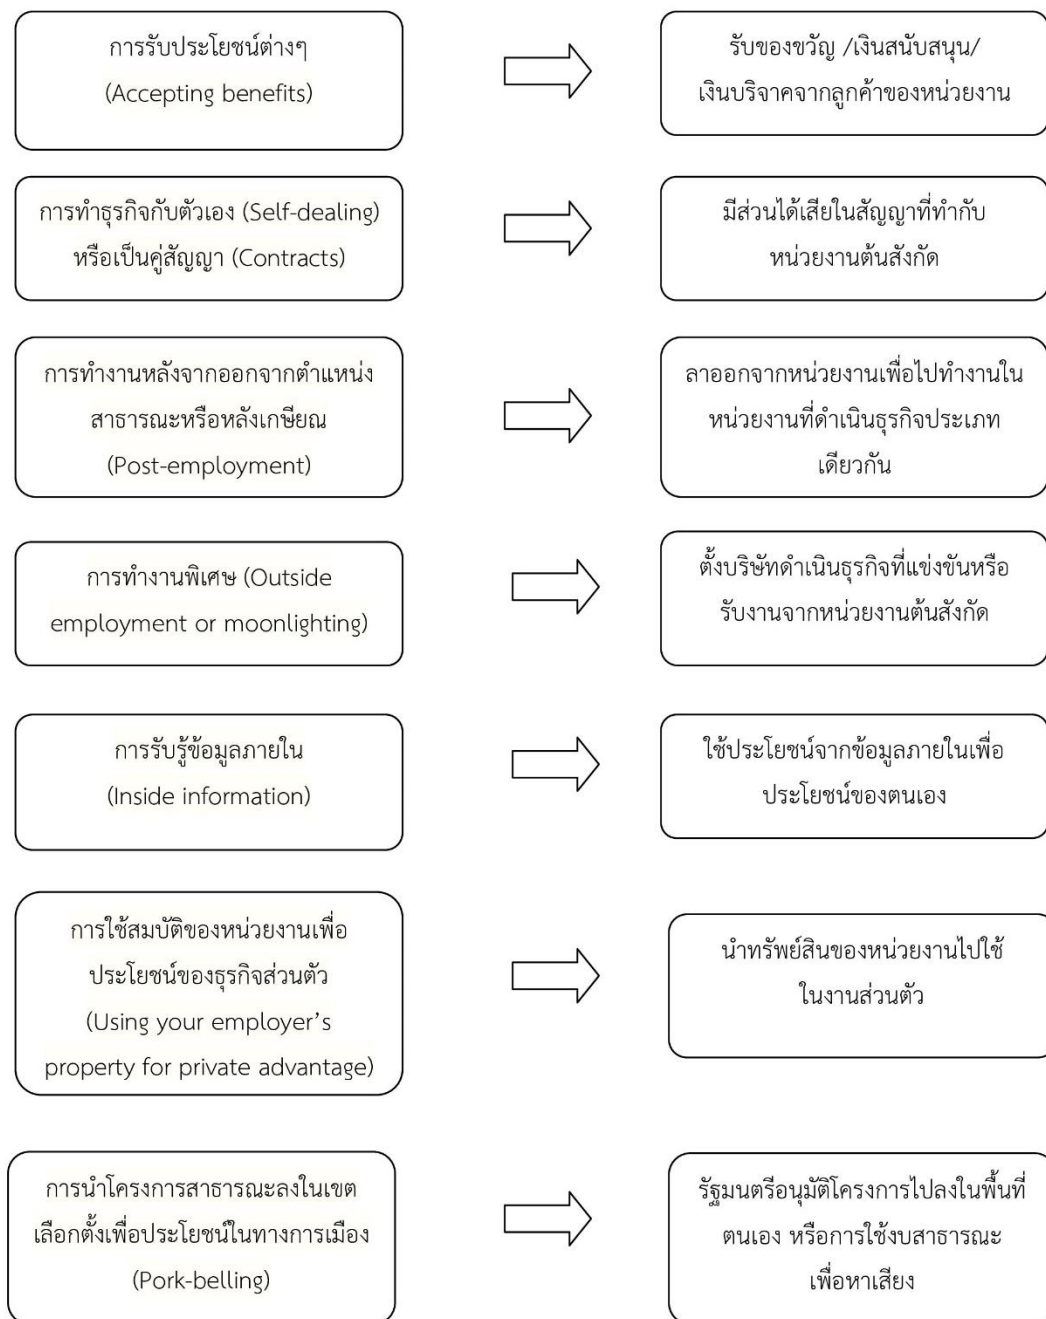 การรับประโยชน์ต่างๆ
(Accepting benefits)
รับของขวัญ /เงินสนับสนุน/
เงินบริจาคจากลูกค้าของหน่วยงาน
การทำธุรกิจกับตัวเอง (Self-dealing)
หรือเป็นคู่สัญญา (Contracts)
มีส่วนได้เสียในสัญญาที่ทำกับ
หน่วยงานต้นสังกัด
การทำงานหลังจากออกจากตำแหน่ง
สาธารณะหรือหลังเกษียณ
(Post-employment)
ลาออกจากหน่วยงานเพื่อไปทำงานใน
หน่วยงานที่ดำเนินธุรกิจประเภท
เดียวกัน
การทำงานพิเศษ (Outside
employment or moonlighting)
ตั้งบริษัทดำเนินธุรกิจที่แข่งขันหรือ
รับงานจากหน่วยงานต้นสังกัด
การรับรู้ข้อมูลภายใน
(Inside information)
ใช้ประโยชน์จากข้อมูลภายในเพื่อ
ประโยชน์ของตนเอง
การใช้สมบัติของหน่วยงานเพื่อ
ประโยชน์ของธุรกิจส่วนตัว
(Using your employer’s
property for private advantage)
นำทรัพย์สินของหน่วยงานไปใช้
ในงานส่วนตัว
การนำโครงการสาธารณะลงในเขต
เลือกตั้งเพื่อประโยชน์ในทางการเมือง
(Pork-belling)
รัฐมนตรีอนุมัติโครงการไปลงในพื้นที่
ตนเอง หรือการใช้งบสาธารณะ
เพื่อหาเสียง